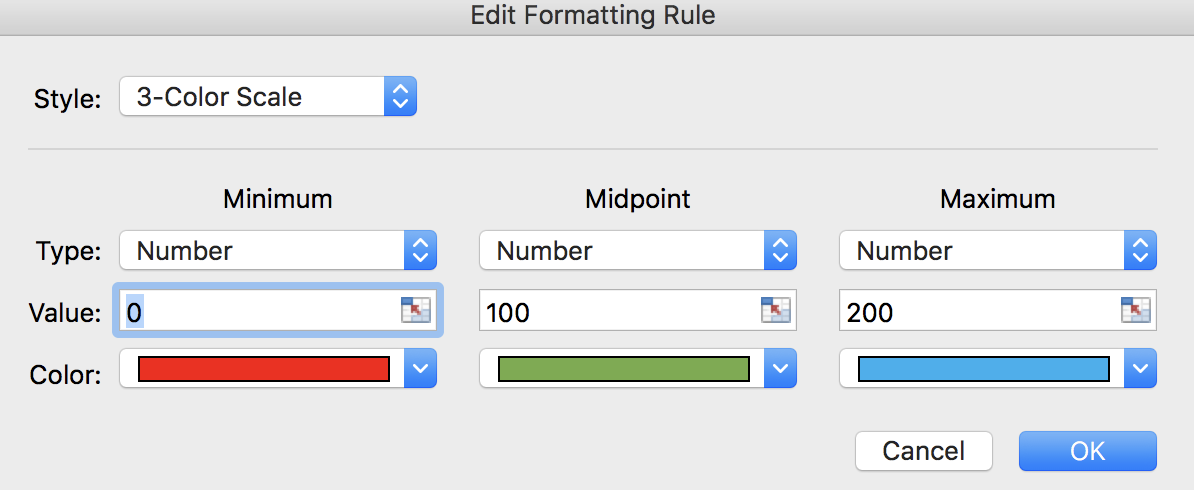 Edit Formatting Rule
Style: 3-Color Scale
Minimum Midpoint Maximum
Type: Number Number Number
Value: 0 100 200
Color:
Cancel OK